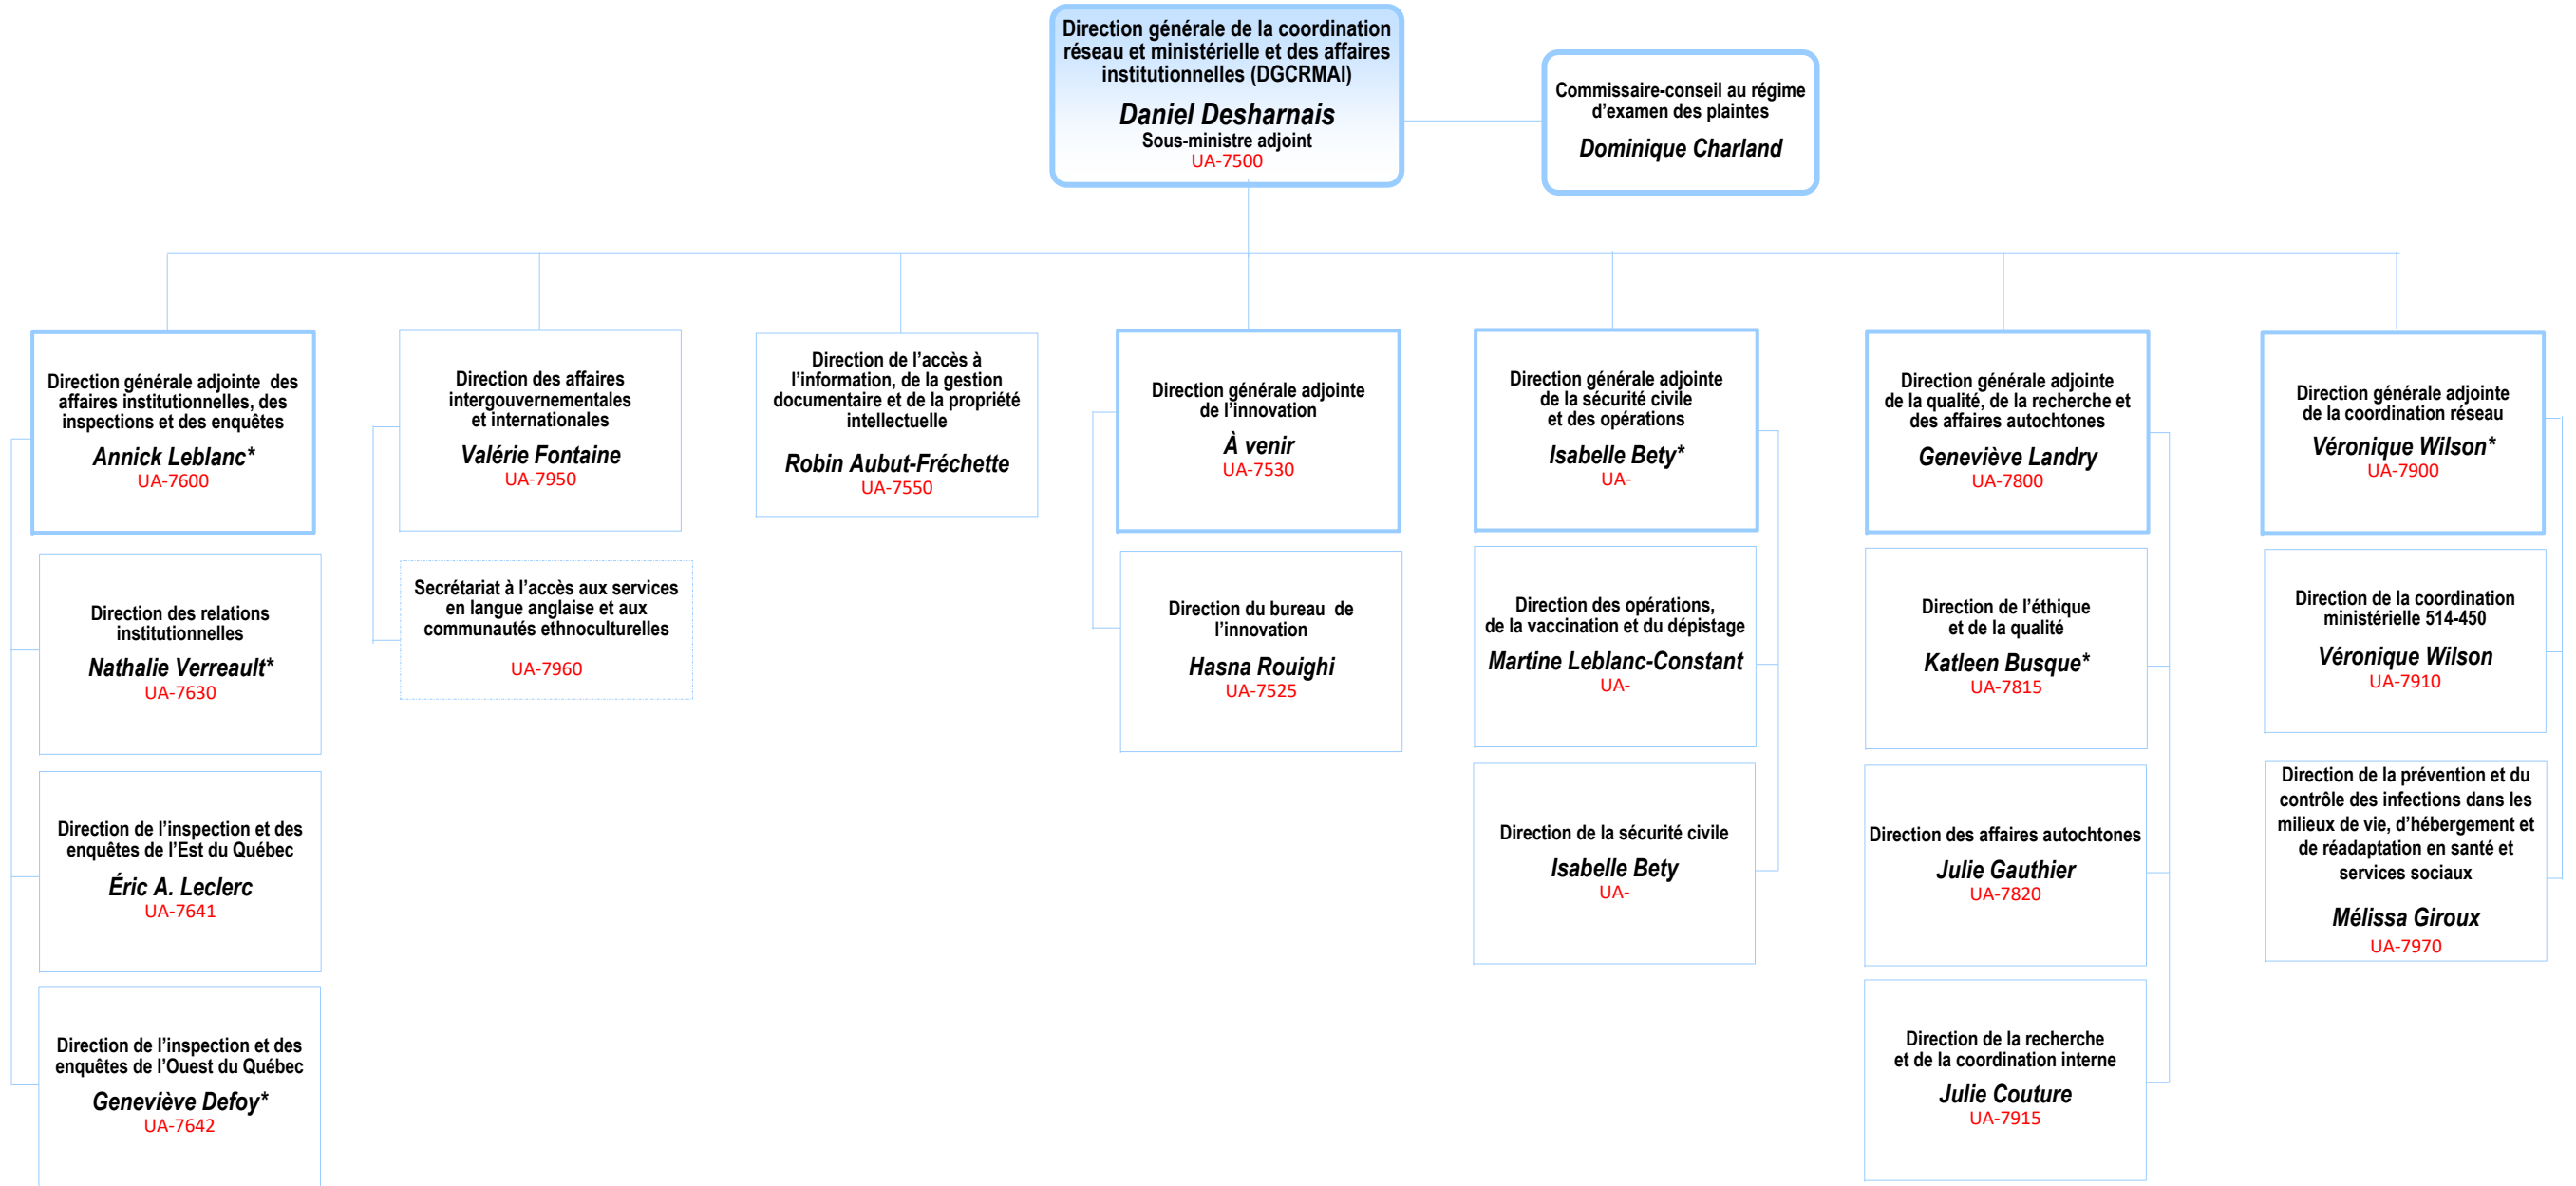 Direction générale de la coordination
réseau et ministérielle et des affaires
institutionnelles (DGCRMAI)
Daniel Desharnais
Sous-ministre adjoint
UA-7500
Commissaire-conseil au régime
d’examen des plaintes
Dominique Charland
Direction générale adjointe des
affaires institutionnelles, des
inspections et des enquêtes
Annick Leblanc*
UA-7600
Direction des relations
institutionnelles
Nathalie Verreault*
UA-7630
Direction de l’inspection et des
enquêtes de l’Est du Québec
Éric A. Leclerc
UA-7641
Direction de l’inspection et des
enquêtes de l’Ouest du Québec
Geneviève Defoy*
UA-7642
Direction des affaires
intergouvernementales
et internationales
Valérie Fontaine
UA-7950
Secrétariat à l’accès aux services
en langue anglaise et aux
communautés ethnoculturelles
UA-7960
Direction de l’accès à
l’information, de la gestion
documentaire et de la propriété
intellectuelle
Robin Aubut-Fréchette
UA-7550
Direction générale adjointe
de l’innovation
À venir
UA-7530
Direction du bureau de
l’innovation
Hasna Rouighi
UA-7525
Direction générale adjointe
de la sécurité civile
et des opérations
Isabelle Bety*
UA-
Direction des opérations,
de la vaccination et du dépistage
Martine Leblanc-Constant
UA-
Direction de la sécurité civile
Isabelle Bety
UA-
Direction générale adjointe
de la qualité, de la recherche et
des affaires autochtones
Geneviève Landry
UA-7800
Direction de l’éthique
et de la qualité
Katleen Busque*
UA-7815
Direction des affaires autochtones
Julie Gauthier
UA-7820
Direction de la recherche
et de la coordination interne
Julie Couture
UA-7915
Direction générale adjointe
de la coordination réseau
Véronique Wilson*
UA-7900
Direction de la coordination
ministérielle 514-450
Véronique Wilson
UA-7910
Direction de la prévention et du
contrôle des infections dans les
milieux de vie, d’hébergement et
de réadaptation en santé et
services sociaux
Mélissa Giroux
UA-7970